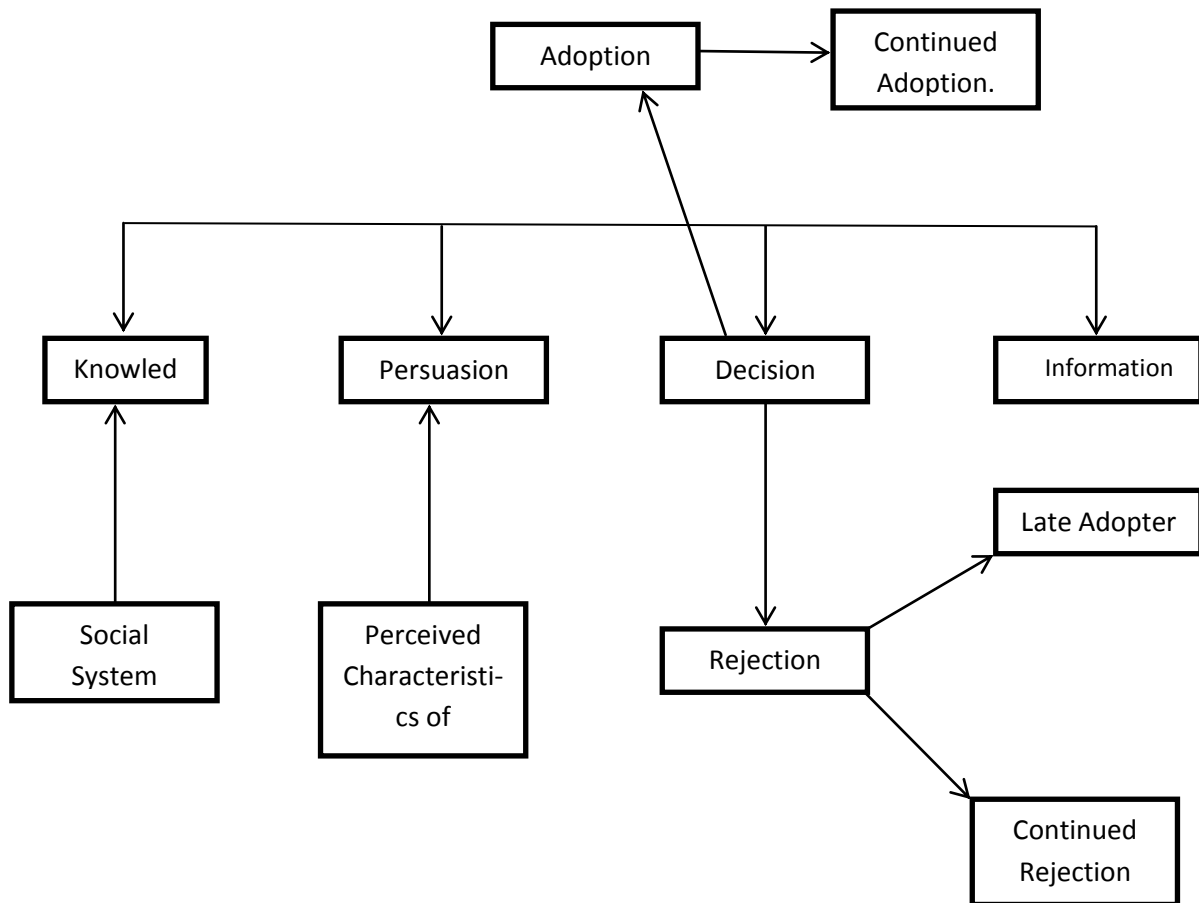 Adoption
Continued
Adoption.
Knowled
Persuasion
Decision
Information
Late Adopter
Social
System
Perceived
Characteristi-
cs of
Rejection
Continued
Rejection